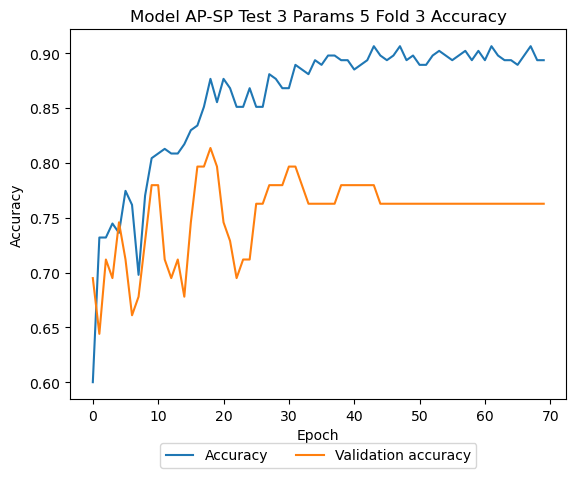 Model AP-SP Test 3 Params 5 Fold 3 Accuracy
0.90
0.85
0.80
0.75
0.70
0.65
0.60
Accuracy
0 10 20 30 40 50 60 70
Epoch
Accuracy Validation accuracy